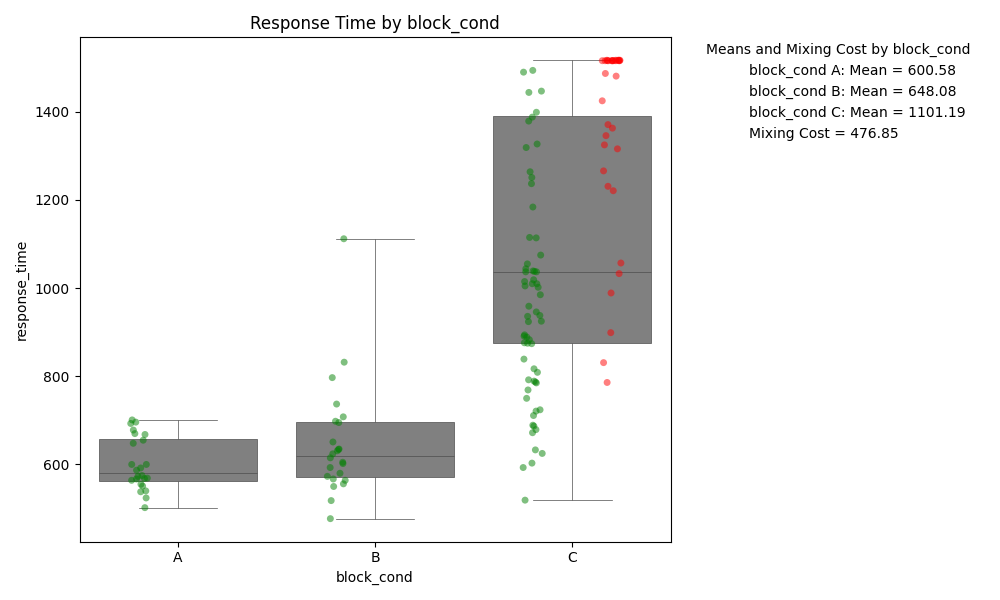 Response Time by block_cond
Means and Mixing Cost by block_cond
block_cond A: Mean = 600.58
block_cond B: Mean = 648.08
block_cond C: Mean = 1101.19
Mixing Cost = 476.85
response_time
1400
1200
1000
800
600
A
B
C
block_cond